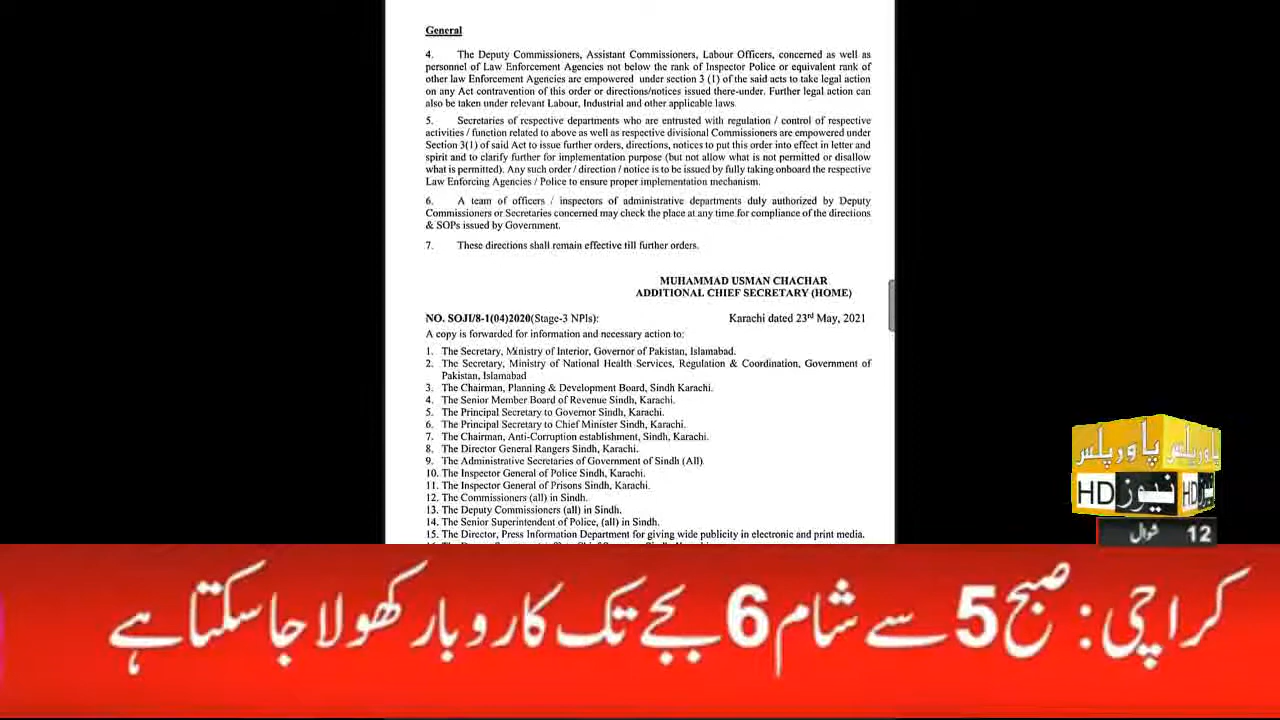 General
4. The Deputy Commissioners, Assistant Commissioners, Labour Officers, concerned as well as
personnel of Law Enforcement Agencies not below the rank of Inspector Police or equivalent rank of
other law Enforcement Agencies are empowered under section 3 (1) of the said acts to take legal action
on any Act contravention of this order or directions/notices issued there-under. Further legal action can
also be taken under relevant Labour, Industrial and other applicable laws.
5. Secretaries of respective departments who are entrusted with regulation / control of respective
activities / function related to above as well as respective divisional Commissioners are empowered under
Section 3(1) of said Act to issue further orders, directions, notices to put this order into effect in letter and
spirit and to clarify further for implementation purpose (but not allow what is not permitted or disallow
what is permitted). Any such order / direction / notice is to be issued by fully taking onboard the respective
Law Enforcing Agencies / Police to ensure proper implementation mechanism.
6. A team of officers / inspectors of administrative departments duly authorized by Deputy
Commissioners or Secretaries concerned may check the place at any time for compliance of the directions
& SOPs issued by Government.
7. These directions shall remain effective till further orders.
MUHAMMAD USMAN CHACHAR
ADDITIONAL CHIEF SECRETARY (HOME)
NO. SOJI/8-1(04)2020(Stage-3 NPIs): Karachi dated 23rd May, 2021
A copy is forwarded for information and necessary action to:
1. The Secretary, Ministry of Interior, Governor of Pakistan, Islamabad.
2. The Secretary, Ministry of National Health Services, Regulation & Coordination, Government of
Pakistan, Islamabad
3. The Chairman, Planning & Development Board, Sindh Karachi.
4. The Senior Member Board of Revenue Sindh, Karachi.
5. The Principal Secretary to Governor Sindh, Karachi.
6. The Principal Secretary to Chief Minister Sindh, Karachi.
7. The Chairman, Anti-Corruption establishment, Sindh, Karachi.
8. The Director General Rangers Sindh, Karachi.
9. The Administrative Secretaries of Government of Sindh (All)
10. The Inspector General of Police Sindh, Karachi.
11. The Inspector General of Prisons Sindh, Karachi.
12. The Commissioners (all) in Sindh.
13. The Deputy Commissioners (all) in Sindh.
14. The Senior Superintendent of Police, (all) in Sindh.
15. The Director, Press Information Department for giving wide publicity in electronic and print media.
پاور پلس پاور پلس
HD نیوز HD
12 شوال
کراچی: صبح 5 سے شام 6 بجے تک کاروبار کھولا جاسکتا ہے